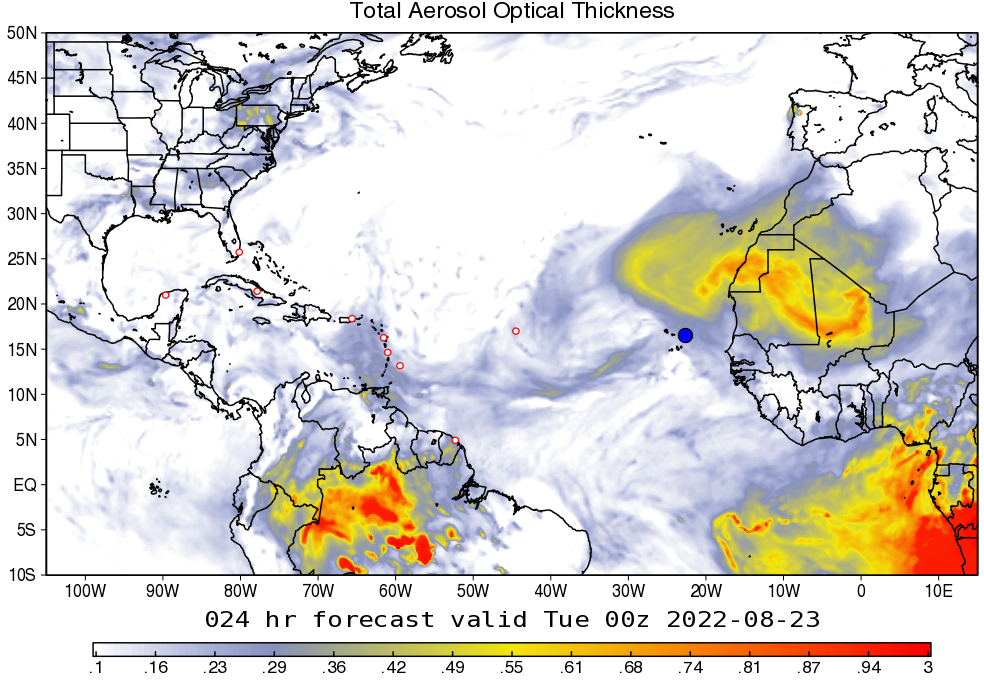 Total Aerosol Optical Thickness
50N
45N
40N
35N
30N
25N
20N
15N
10N
5N
EQ
5S
10S
100W 90W 80W 70W 60W 50W 40W 30W 20W 10W 0 10E
024 hr forecast valid Tue 00z 2022-08-23
.1 .16 .23 .29 .36 .42 .49 .55 .61 .68 .74 .81 .87 .94 3